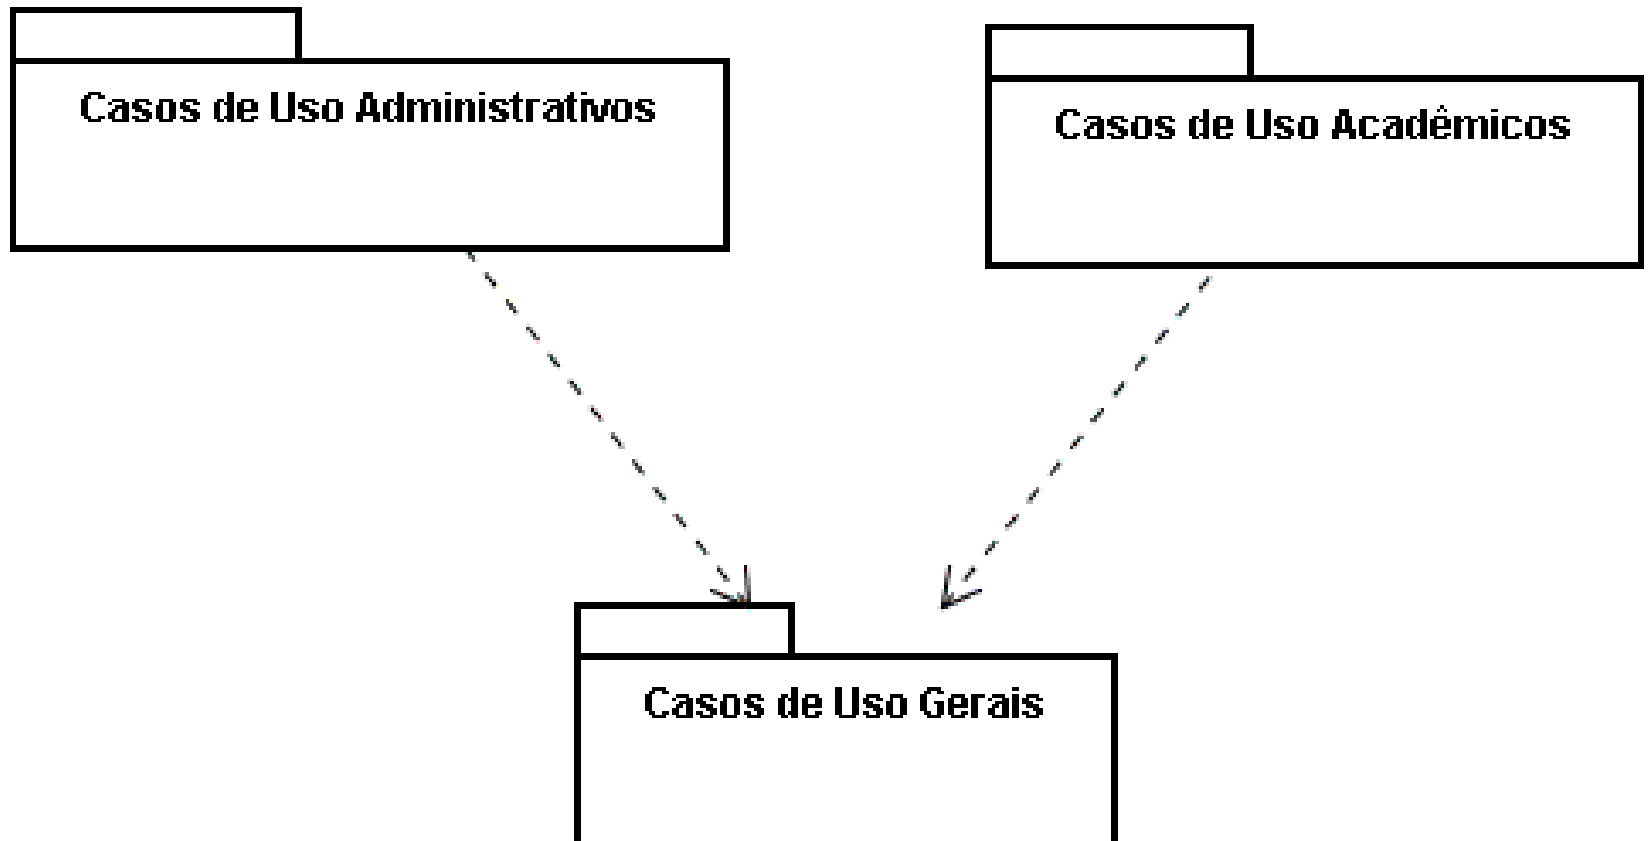 Casos de Uso Administrativos
Casos de Uso Acadêmicos
Casos de Uso Gerais